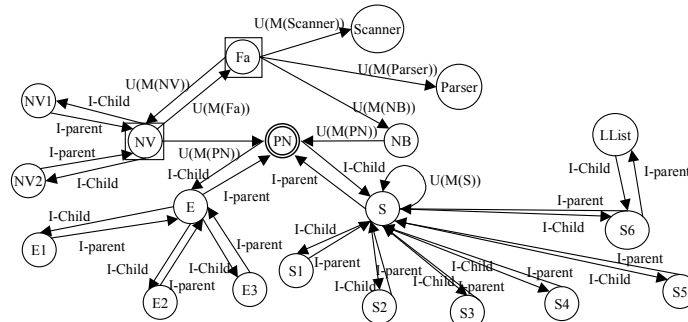 U(M(Scanner))
Scanner
Fa
U(M(Parser))
Parser
U(M(NV))
NV1
I-Child
U(M(Fa))
U(M(NB))
I-parent
NV
U(M(PN))
PN
U(M(PN))
NB
LList
I-parent
I-Child
NV2
I-Child
I-Child
I-parent
I-Child
I-parent
U(M(S))
I-parent
I-parent
E
S
I-Child
S6
I-Child
E1
I-parent
I-Child
I-Child
I-parent
E2
E3
I-Child
S1
I-parent
I-Child
I-parent
I-Child
I-parent
I-Child
I-parent
I-parent
I-Child
S2
S3
S4
S5